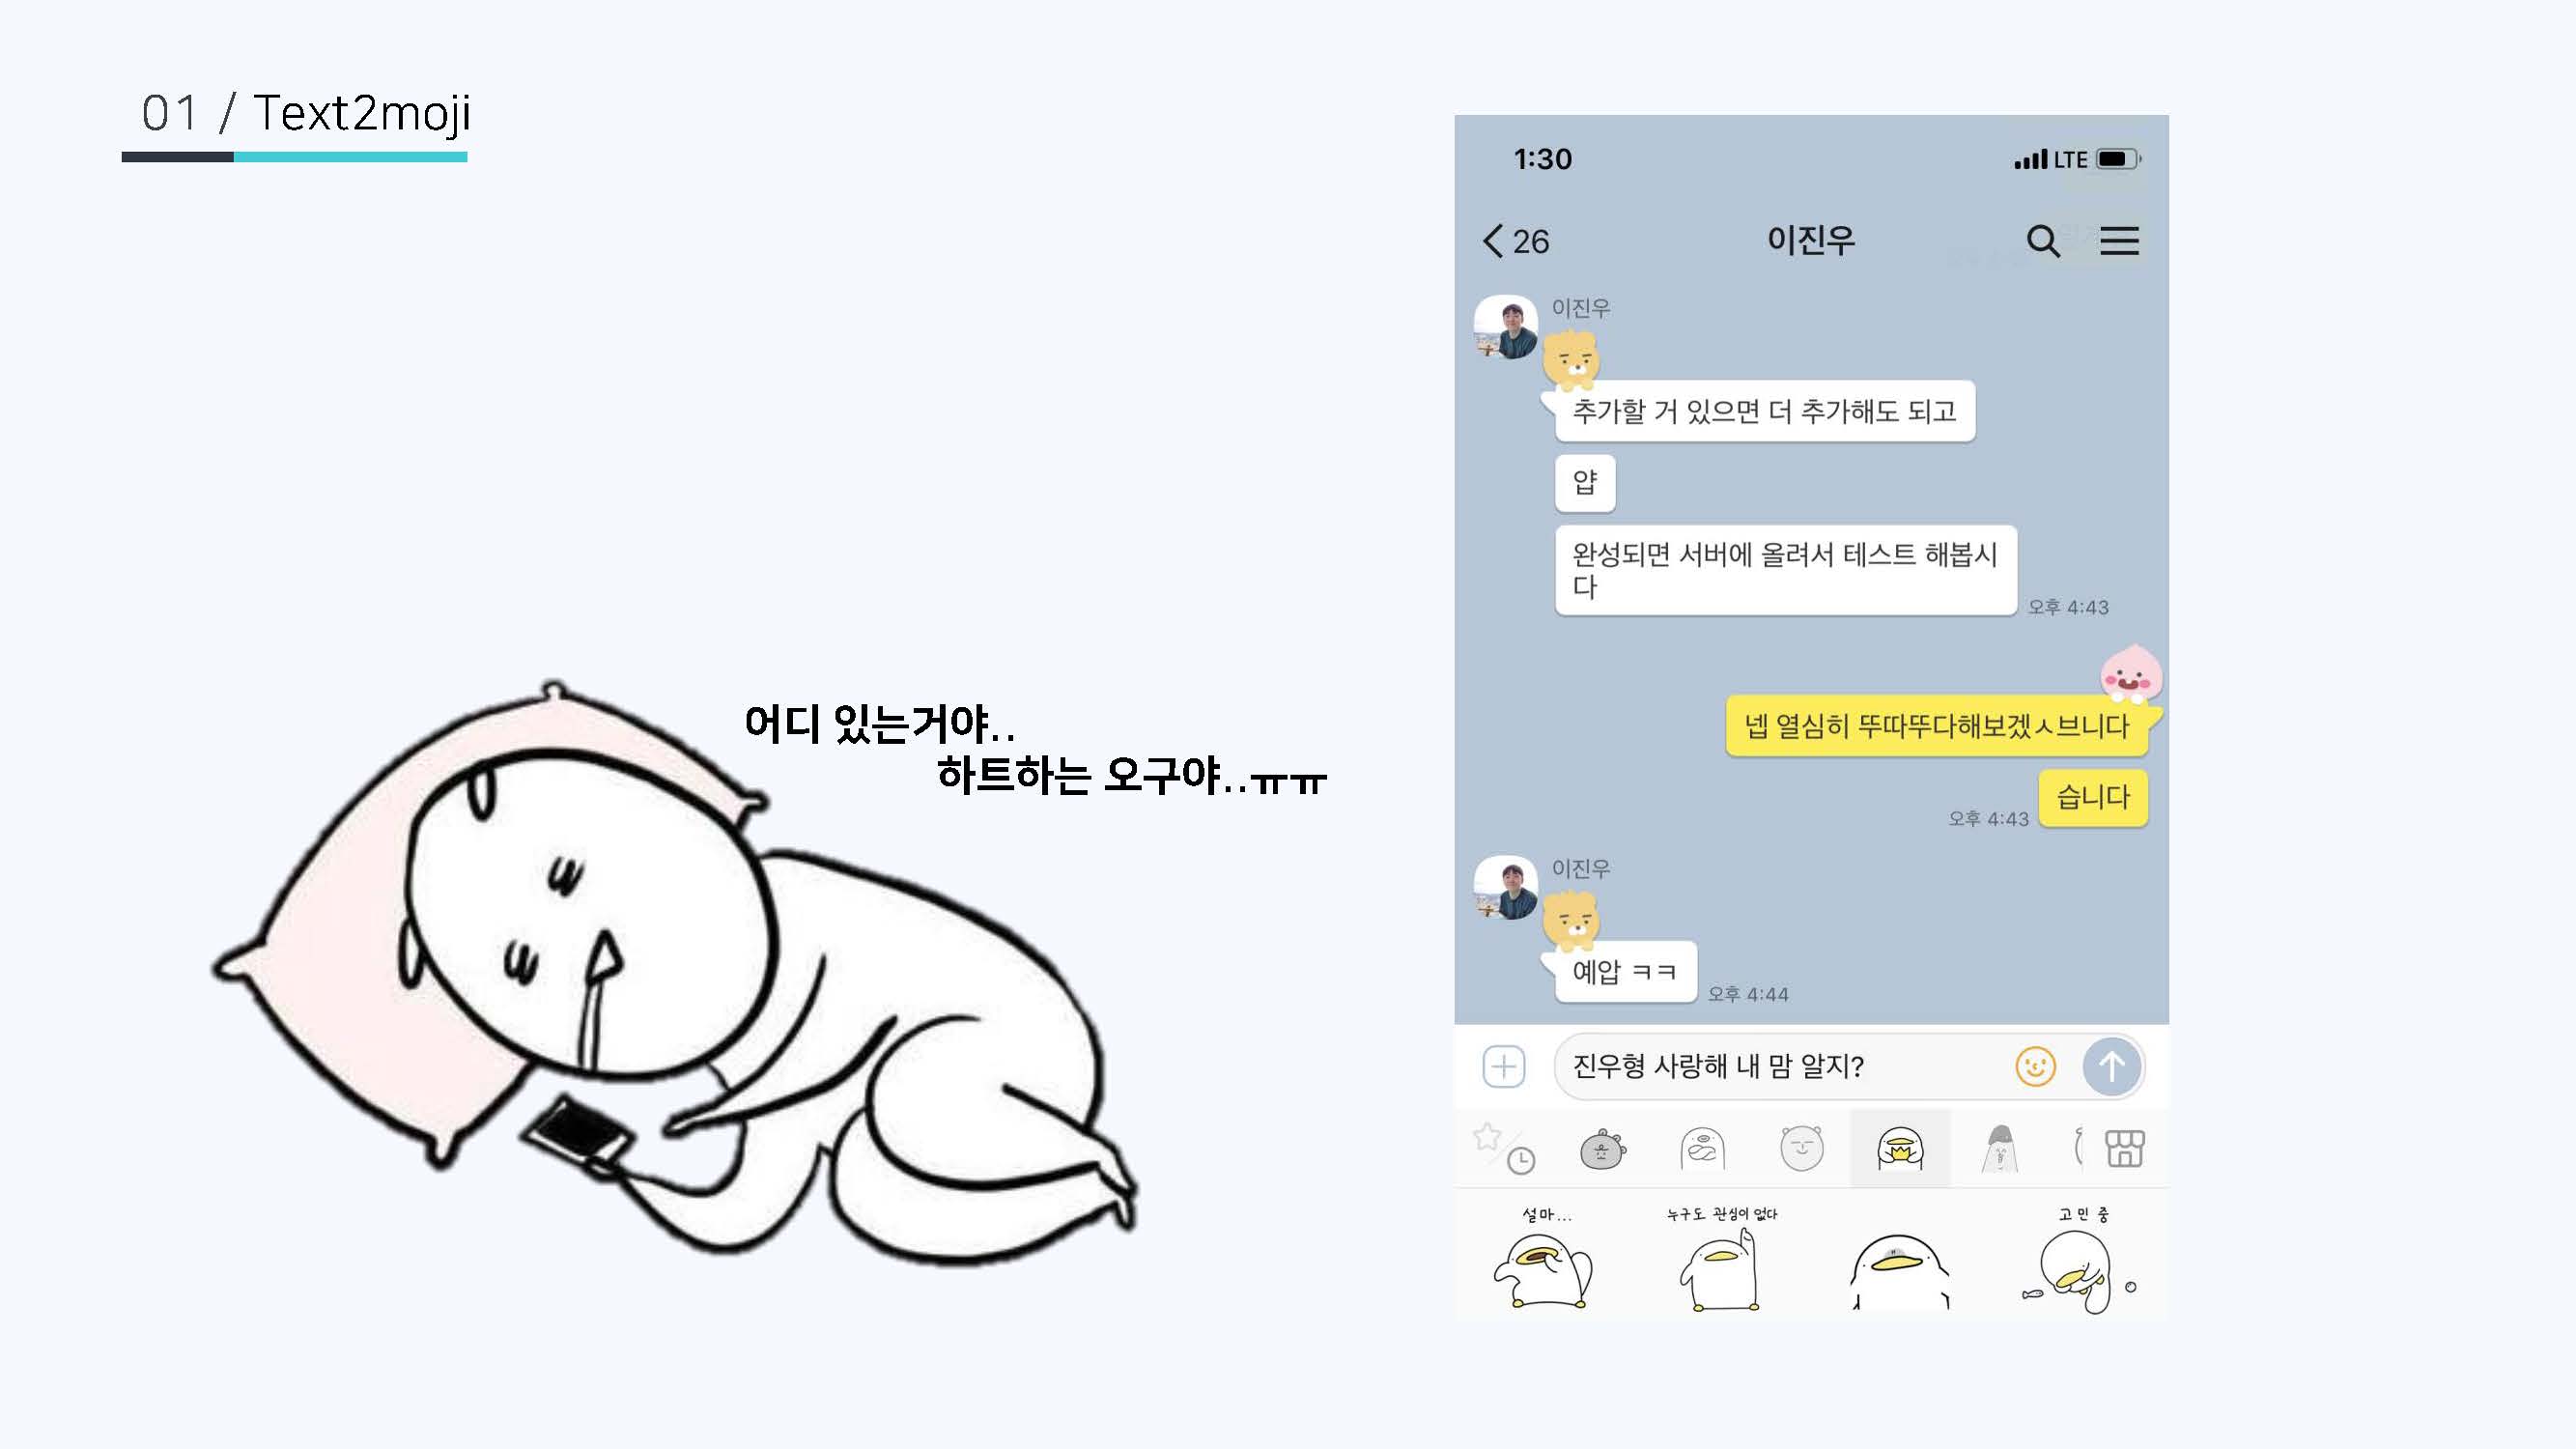 01 / Text2moji
어디 있는거야..
하트하는 오구야..ㅠㅠ
1:30
LTE
26
이진우
이진우
추가할 거 있으면 더 추가해도 되고
얍
완성되면 서버에 올려서 테스트 해봅시
다
오후 4:43
넵 열심히 뚜따뚜다해보겠ㅅ브니다
습니다
오후 4:43
이진우
예압 ㅋㅋ
오후 4:44
진우형 사랑해 내 맘 알지?
설마...
누구도 관심이 없다
고민중